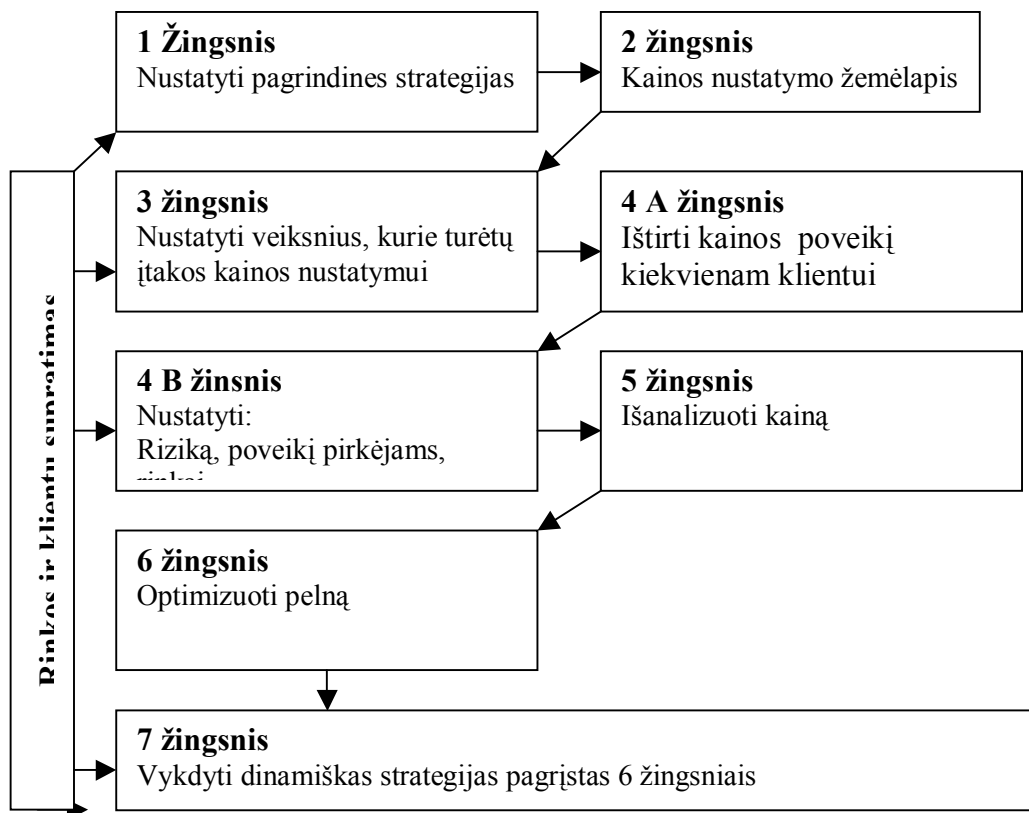 1 Žingsnis
Nustatyti pagrindines strategijas
2 žingsnis
Kainos nustatymo žemėlapis
3 žingsnis
Nustatyti veiksnius, kurie turėtų
įtakos kainos nustatymui
4 A žingsnis
Ištirti kainos poveikį
kiekvienam klientui
4 B žinsnis
Nustatyti:
Riziką, poveikį pirkėjams,
rinkai
5 žingsnis
Išanalizuoti kainą
6 žingsnis
Optimizuoti pelną
7 žingsnis
Vykdyti dinamiškas strategijas pagrįstas 6 žingsniais
Rinkos ir klientų supratimas